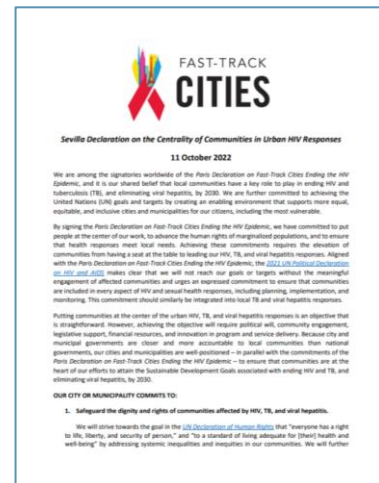 FAST-TRACK
CITIES
Sevilla Declaration on the Centrality of Communities in Urban HIV Responses
11 October 2022
We are among the signatories worldwide of the Paris Declaration on Fast-Track Cities Ending the HIV
Epidemic, and it is our shared belief that local communities have a key role to play in ending HIV and
tuberculosis (TB), and eliminating viral hepatitis, by 2030. We are further committed to achieving the
United Nations (UN) goals and targets by creating an enabling environment that supports more equal,
equitable, and inclusive cities and municipalities for our citizens, including the most vulnerable.
By signing the Paris Declaration on Fast-Track Cities Ending the HIV Epidemic, we have committed to put
people at the center of our work, to advance the human rights of marginalized populations, and to ensure
that health responses meet local needs. Achieving these commitments requires the elevation of
communities from having a seat at the table to leading our HIV, TB, and viral hepatitis responses. Aligned
with the Paris Declaration on Fast-Track Cities Ending the HIV Epidemic, the 2021 UN Political Declaration
on HIV and AIDS makes clear that we will not reach our goals or targets without the meaningful
engagement of affected communities and urges an expressed commitment to ensure that communities
are included in every aspect of HIV and sexual health responses, including planning, implementation, and
monitoring. This commitment should similarly be integrated into local TB and viral hepatitis responses.
Putting communities at the center of the urban HIV, TB, and viral hepatitis responses is an objective that
is straightforward. However, achieving the objective will require political will, community engagement,
legislative support, financial resources, and innovation in program and service delivery. Because city and
municipal governments are closer and more accountable to local communities than national
governments, our cities and municipalities are well-positioned – in parallel with the commitments of the
Paris Declaration on Fast-Track Cities Ending the HIV Epidemic – to ensure that communities are at the
heart of our efforts to attain the Sustainable Development Goals associated with ending HIV and TB, and
eliminating viral hepatitis, by 2030.
OUR CITY OR MUNICIPALITY COMMITS TO:
1. Safeguard the dignity and rights of communities affected by HIV, TB, and viral hepatitis.
We will strive towards the goal in the UN Declaration of Human Rights that "everyone has a right
to life, liberty, and security of person," and "to a standard of living adequate for [their] health and
well-being" by addressing systemic inequities and inequities in our communities. We will further